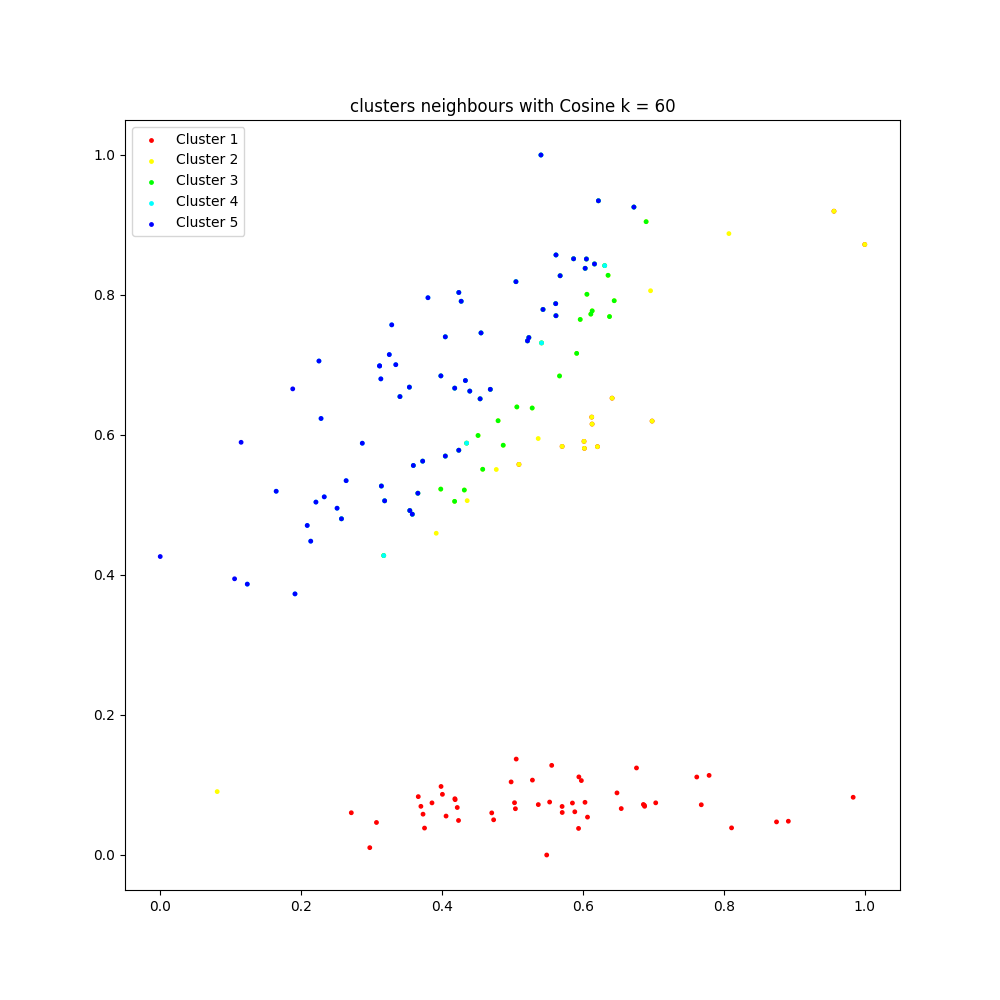 clusters neighbours with Cosine k = 60
Cluster 1
Cluster 2
Cluster 3
Cluster 4
Cluster 5
1.0
0.8
0.6
0.4
0.2
0.0
0.0 0.2 0.4 0.6 0.8 1.0